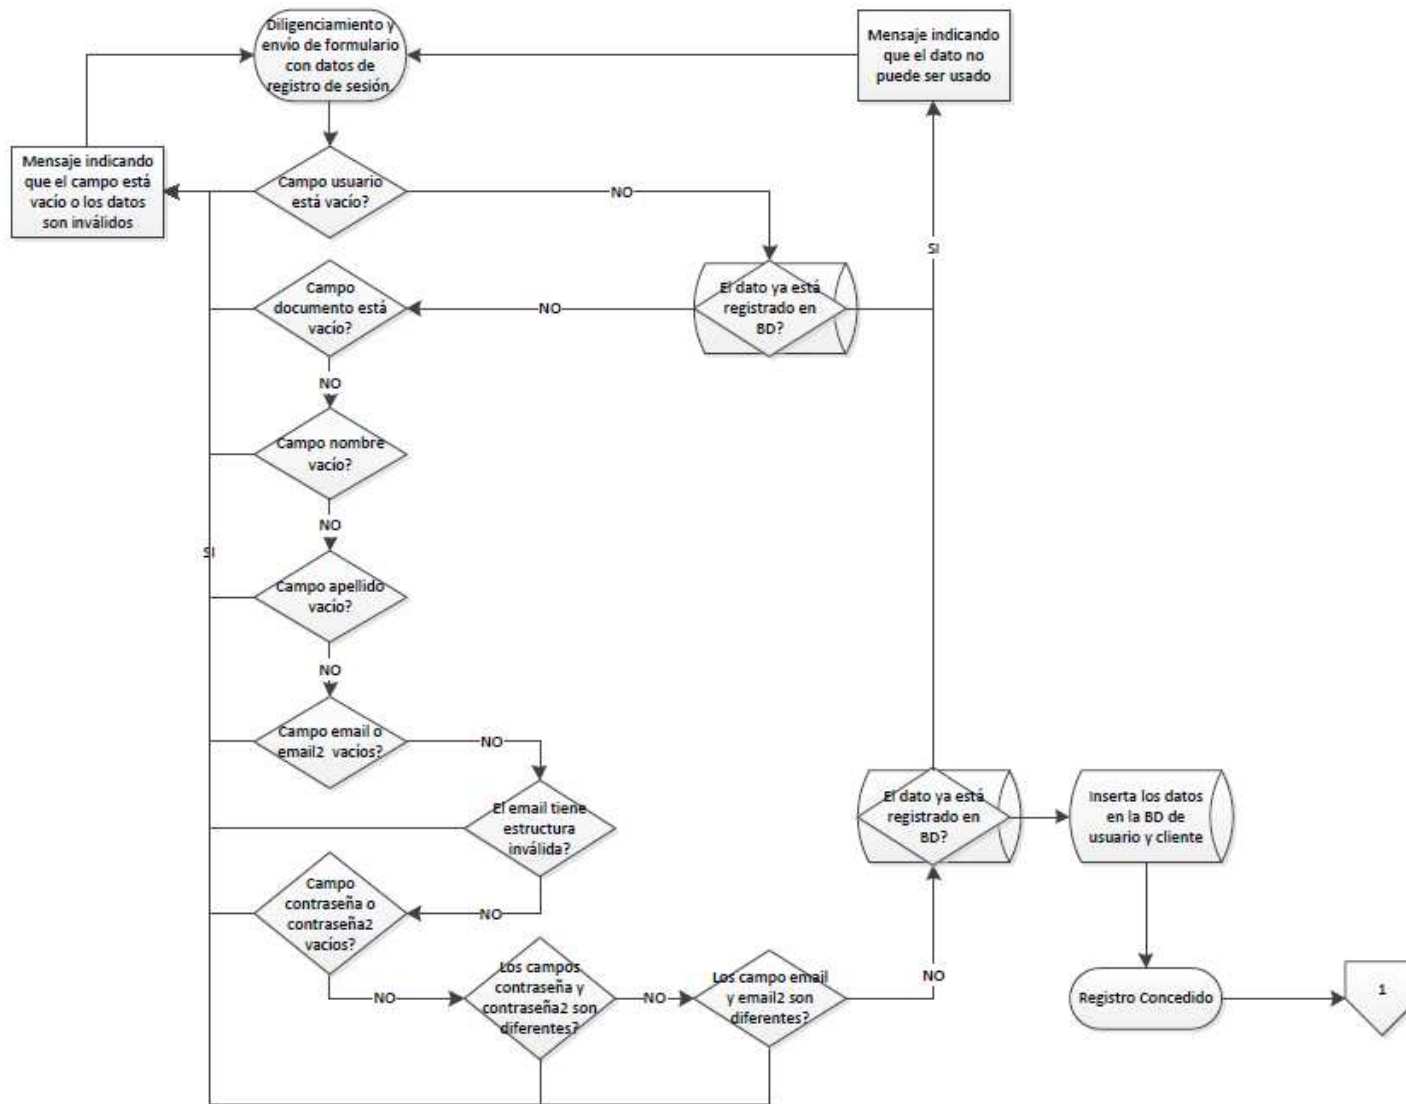 Diligenciamiento y
envío de formulario
con datos de
registro de sesión.
Mensaje indicando
que el dato no
puede ser usado
Mensaje indicando
que el campo está
vacío o los datos
son inválidos
Campo usuario
está vacío?
NO
SI
Campo
documento está
vacío?
NO
El dato ya está
registrado en
BD?
NO
Campo nombre
vacío?
NO
SI
Campo apellido
vacío?
NO
Campo email o
email2 vacíos?
NO
El email tiene
estructura
inválida?
El dato ya está
registrado en
BD?
Inserta los datos
en la BD de
usuario y cliente
Campo
contraseña o
contraseña2
vacíos?
NO
NO
Los campos
contraseña y
contraseña2 son
diferentes?
NO
Los campo email
y email2 son
diferentes?
NO
Registro Concedido
1